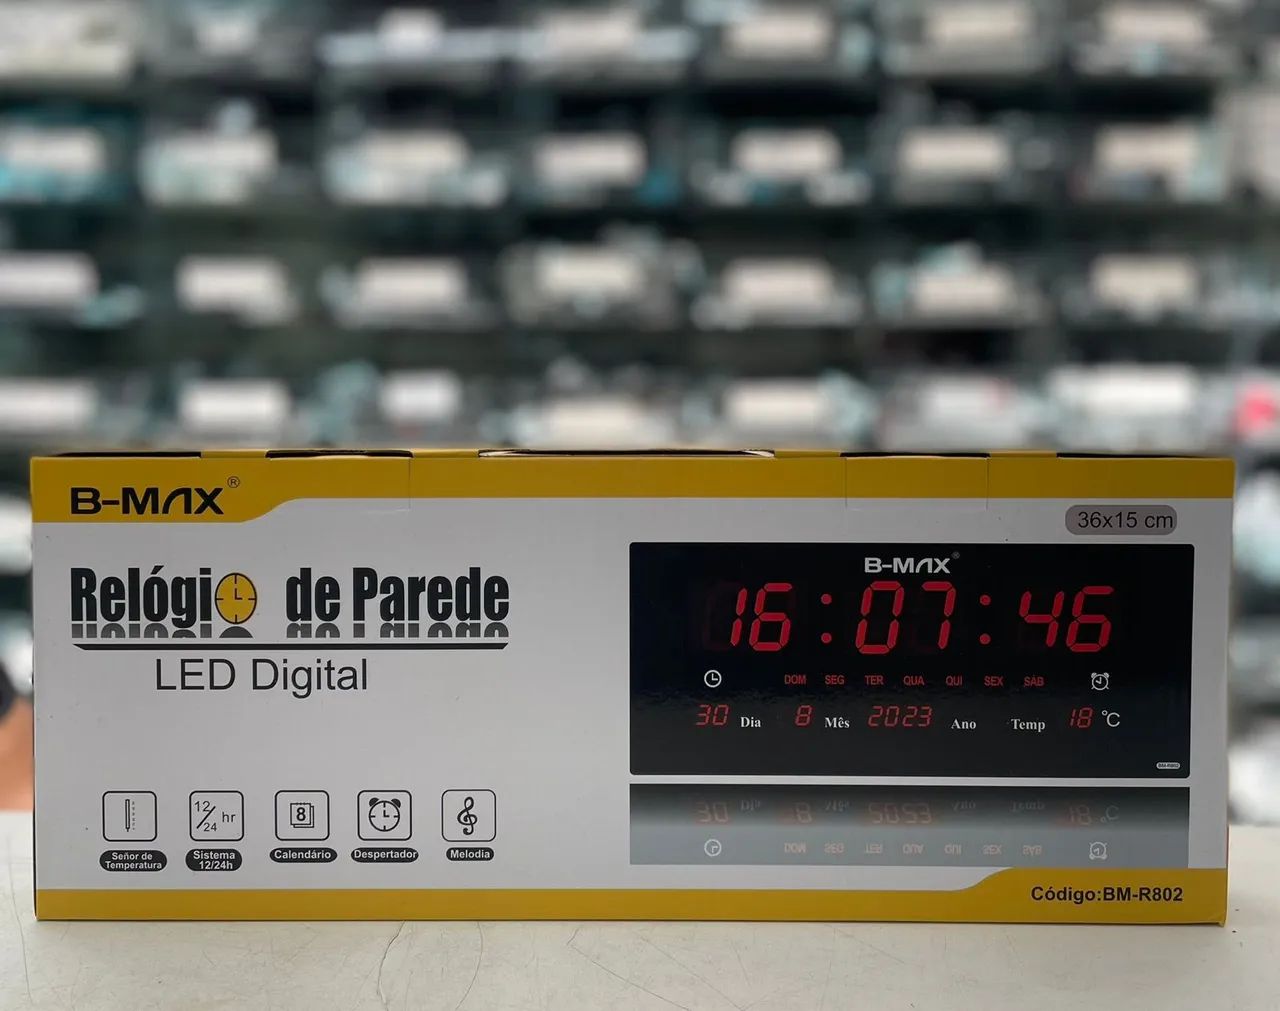 B-MAX®
36x15 cm
Relógio de Parede
LED Digital
B-MAX®
16:07:46
DOM SEG TER QUA QUI SEX SÁB
30 Dia 8 Mês 2023 Ano Temp 18 °C
BM-R802
12/24 hr
8
Señor de
Temperatura
Sistema
12/24h
Calendário
Despertador
Melodia
Código:BM-R802